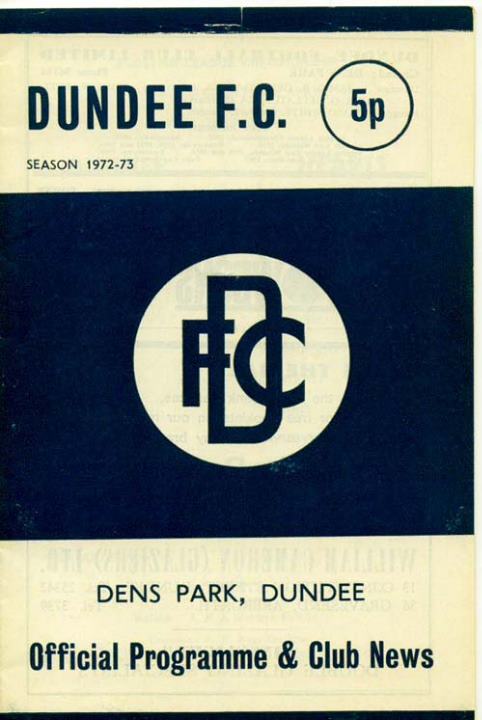 DUNDEE F.C. 5p
SEASON 1972-73
DFC
DENS PARK, DUNDEE
Official Programme & Club News